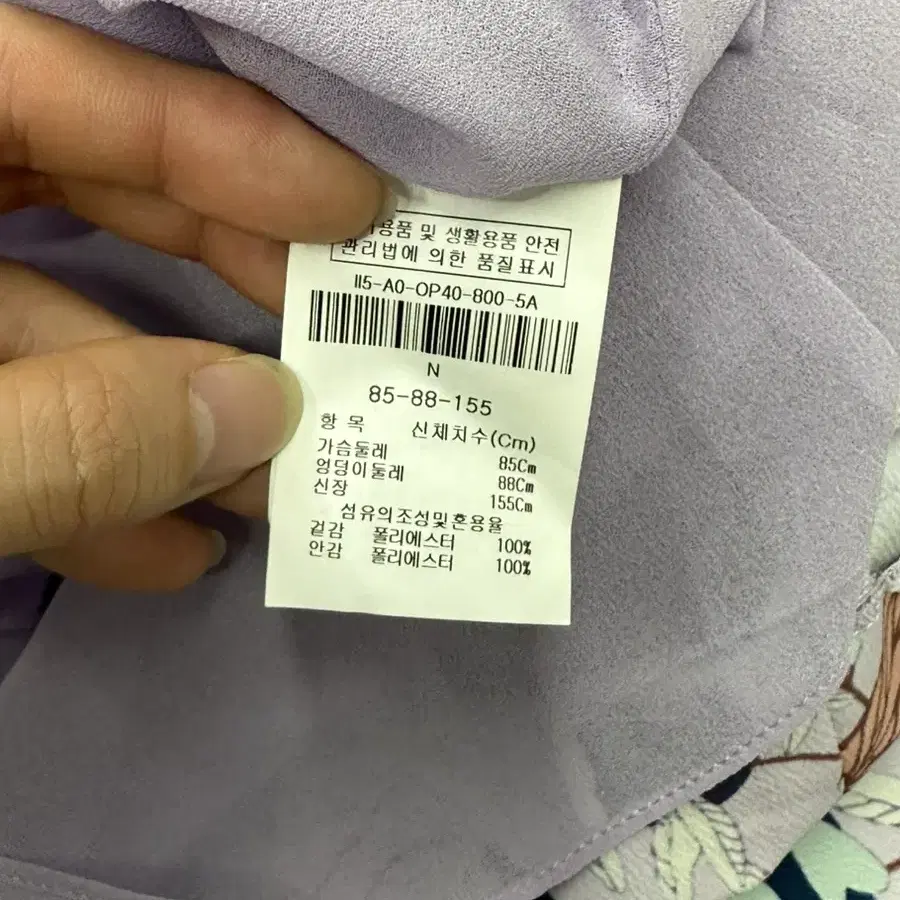 용품 및 생활용품 안전
관리법에 의한 품질표시
II5-A0-OP40-800-5A
N
85-88-155
항 목 신체치수(Cm)
가슴둘레 85Cm
엉덩이둘레 88Cm
신장 155Cm
섬유의조성및혼용율
겉감 폴리에스터 100%
안감 폴리에스터 100%